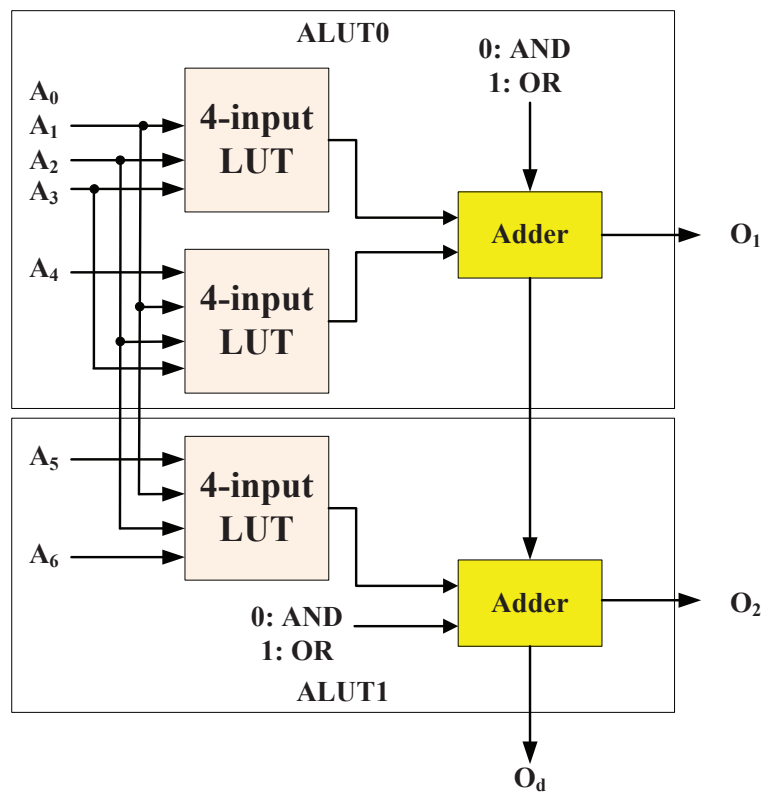 ALUT0
0: AND
1: OR
A₀
A₁
A₂
A₃
4-input
LUT
Adder
O₁
A₄
4-input
LUT
A₅
A₆
4-input
LUT
0: AND
1: OR
Adder
O₂
ALUT1
O_d